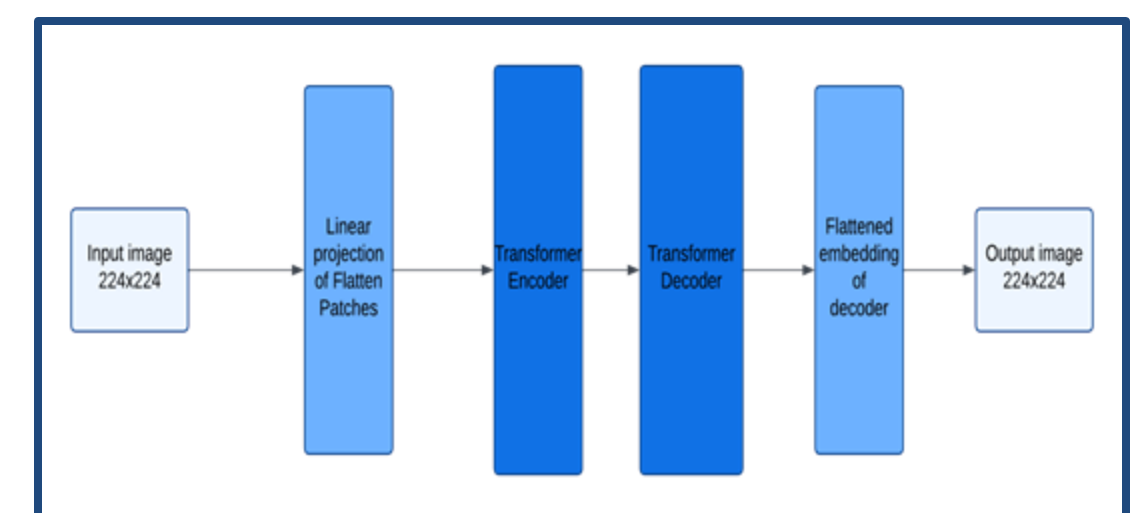 Input image
224x224
Linear
projection
of Flatten
Patches
Transformer
Encoder
Transformer
Decoder
Flattened
embedding
of
decoder
Output image
224x224